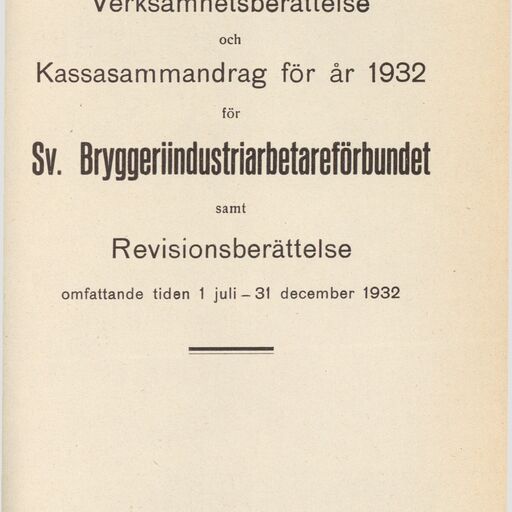 Verksamhetsberättelse
och
Kassasammandrag för år 1932
för
Sv. Bryggeriindustriarbetareförbundet
samt
Revisionsberättelse
omfattande tiden 1 juli – 31 december 1932